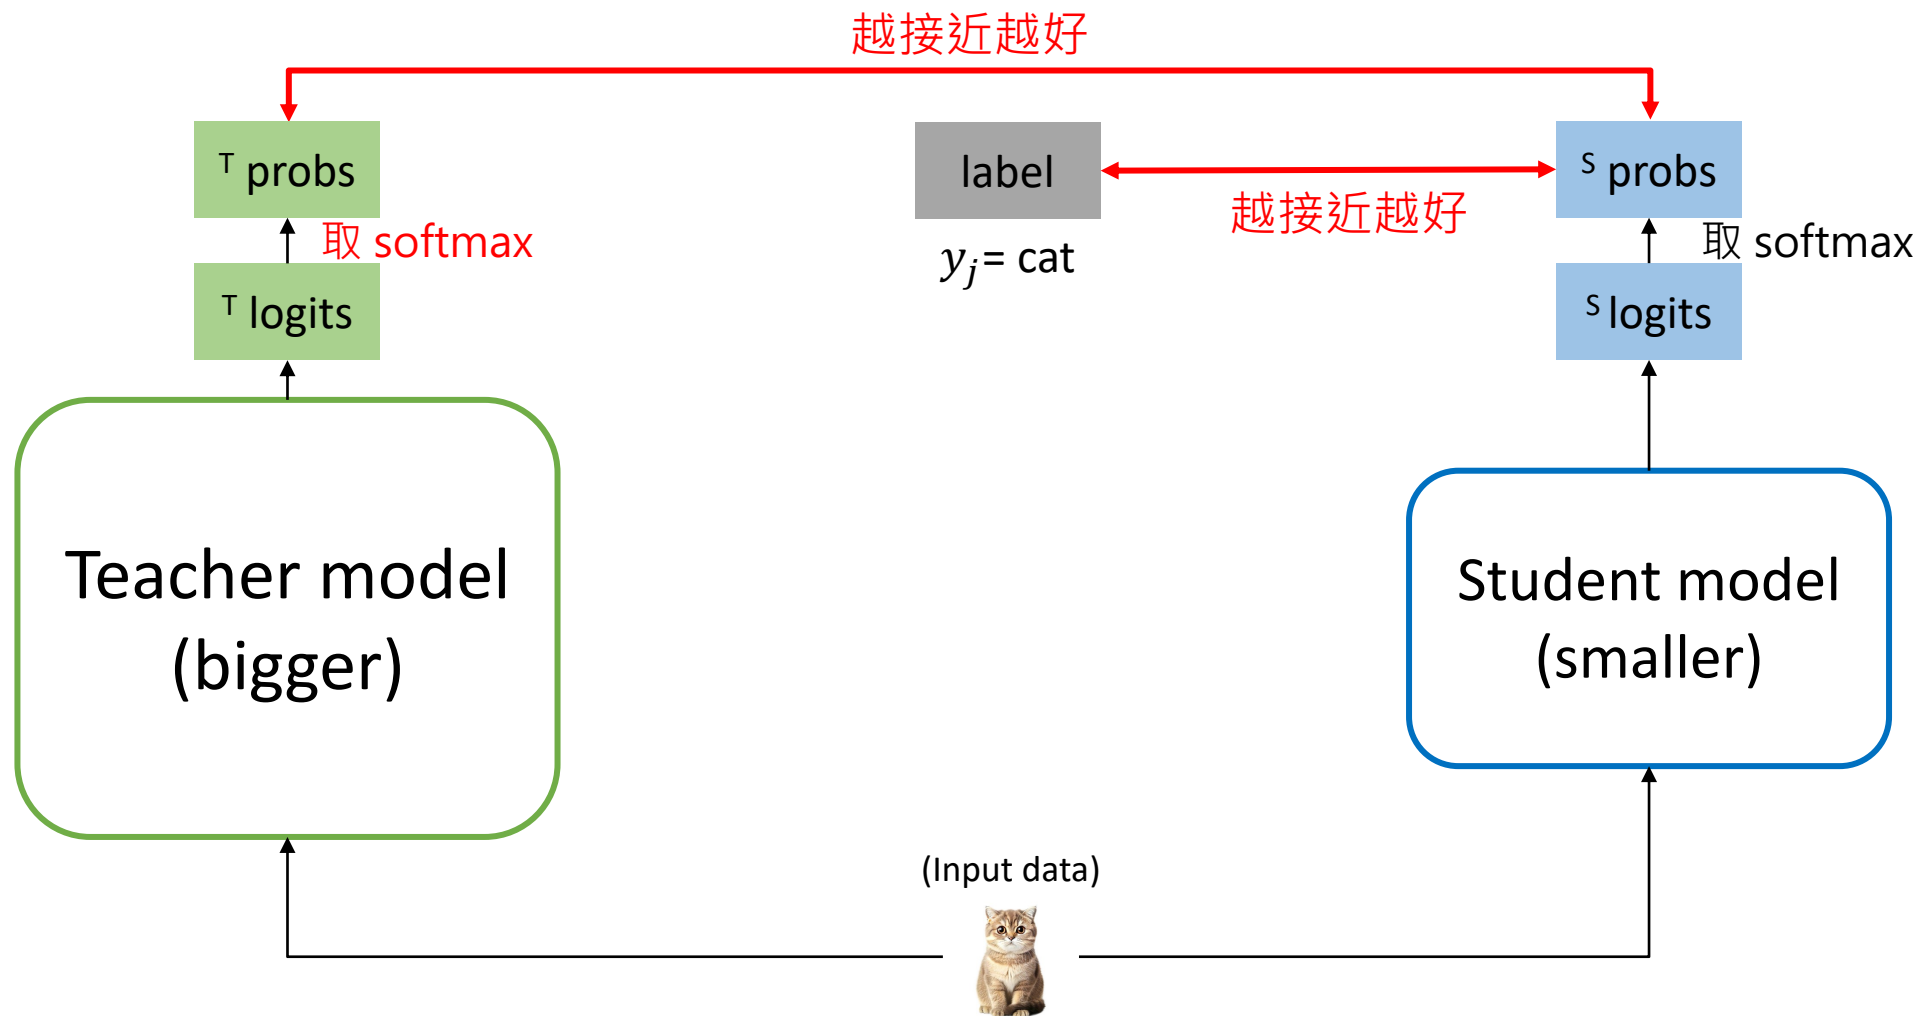 越接近越好
ᵀ probs
label
ˢ probs
越接近越好
取 softmax
取 softmax
yⱼ = cat
ᵀ logits
ˢ logits
Teacher model
(bigger)
Student model
(smaller)
(Input data)